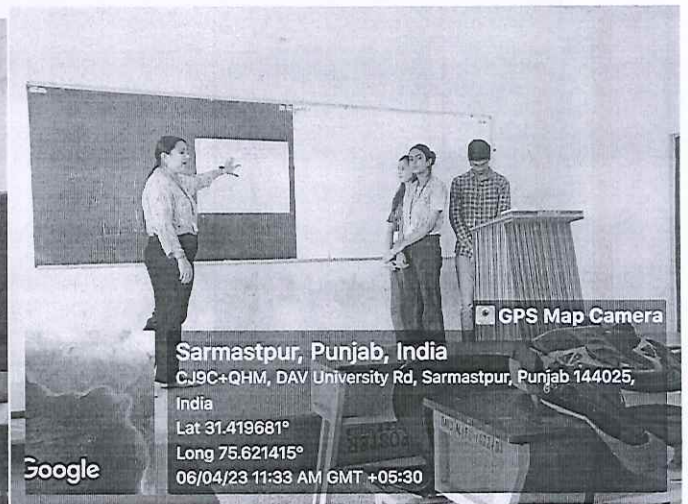 GPS Map Camera
Sarmastpur, Punjab, India
CJ9C+QHM, DAV University Rd, Sarmastpur, Punjab 144025,
India
Lat 31.419681°
Long 75.621415°
06/04/23 11:33 AM GMT +05:30
Google